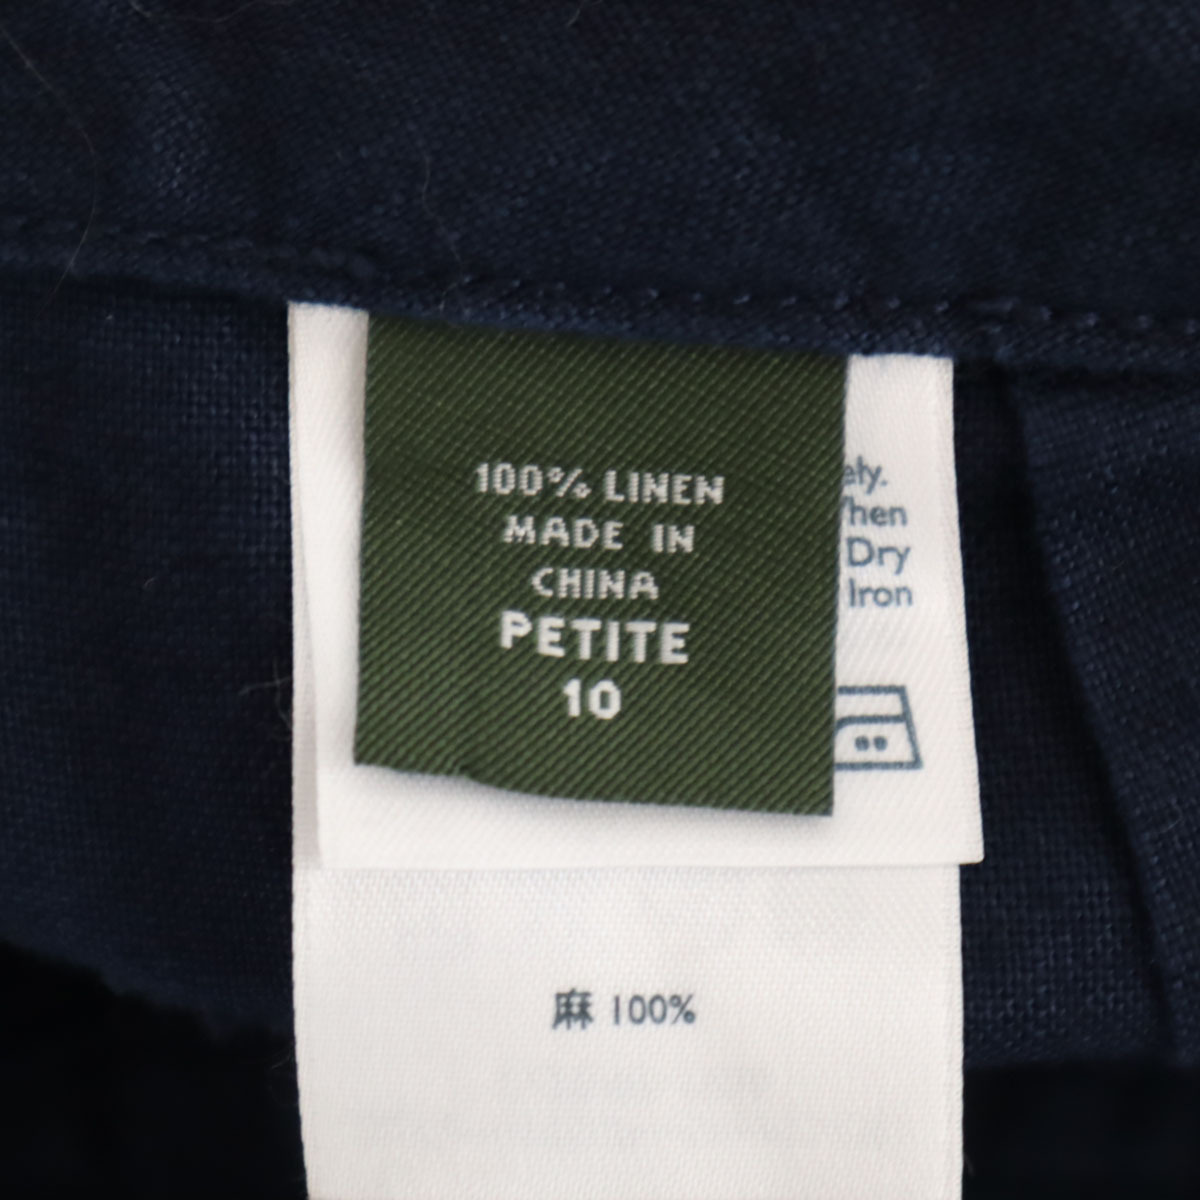 100% LINEN
MADE IN
CHINA
PETITE
10
Dry
Iron
麻 100%